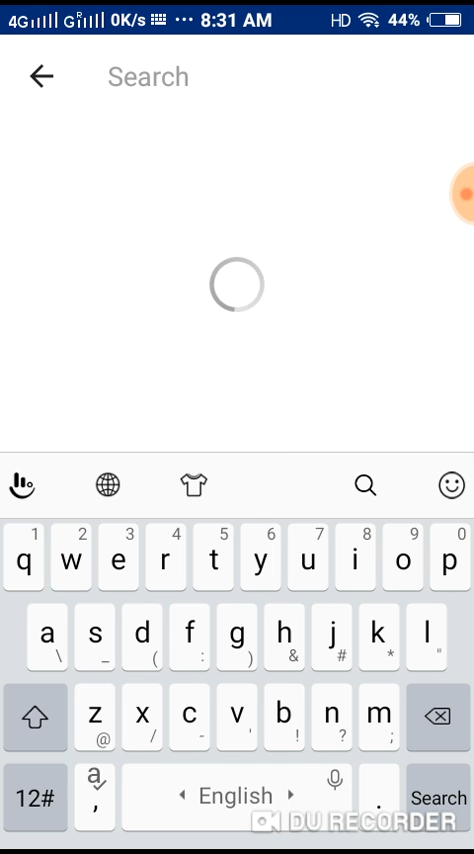 4G R 0K/s ··· 8:31 AM HD 44%
Search
1 2 3 4 5 6 7 8 9 0
q w e r t y u i o p
a s d f g h j k l
\ _ ( : ) & # * "
z x c v b n m
@ / - ' ! ? ;
12# a , English . Search
DU RECORDER